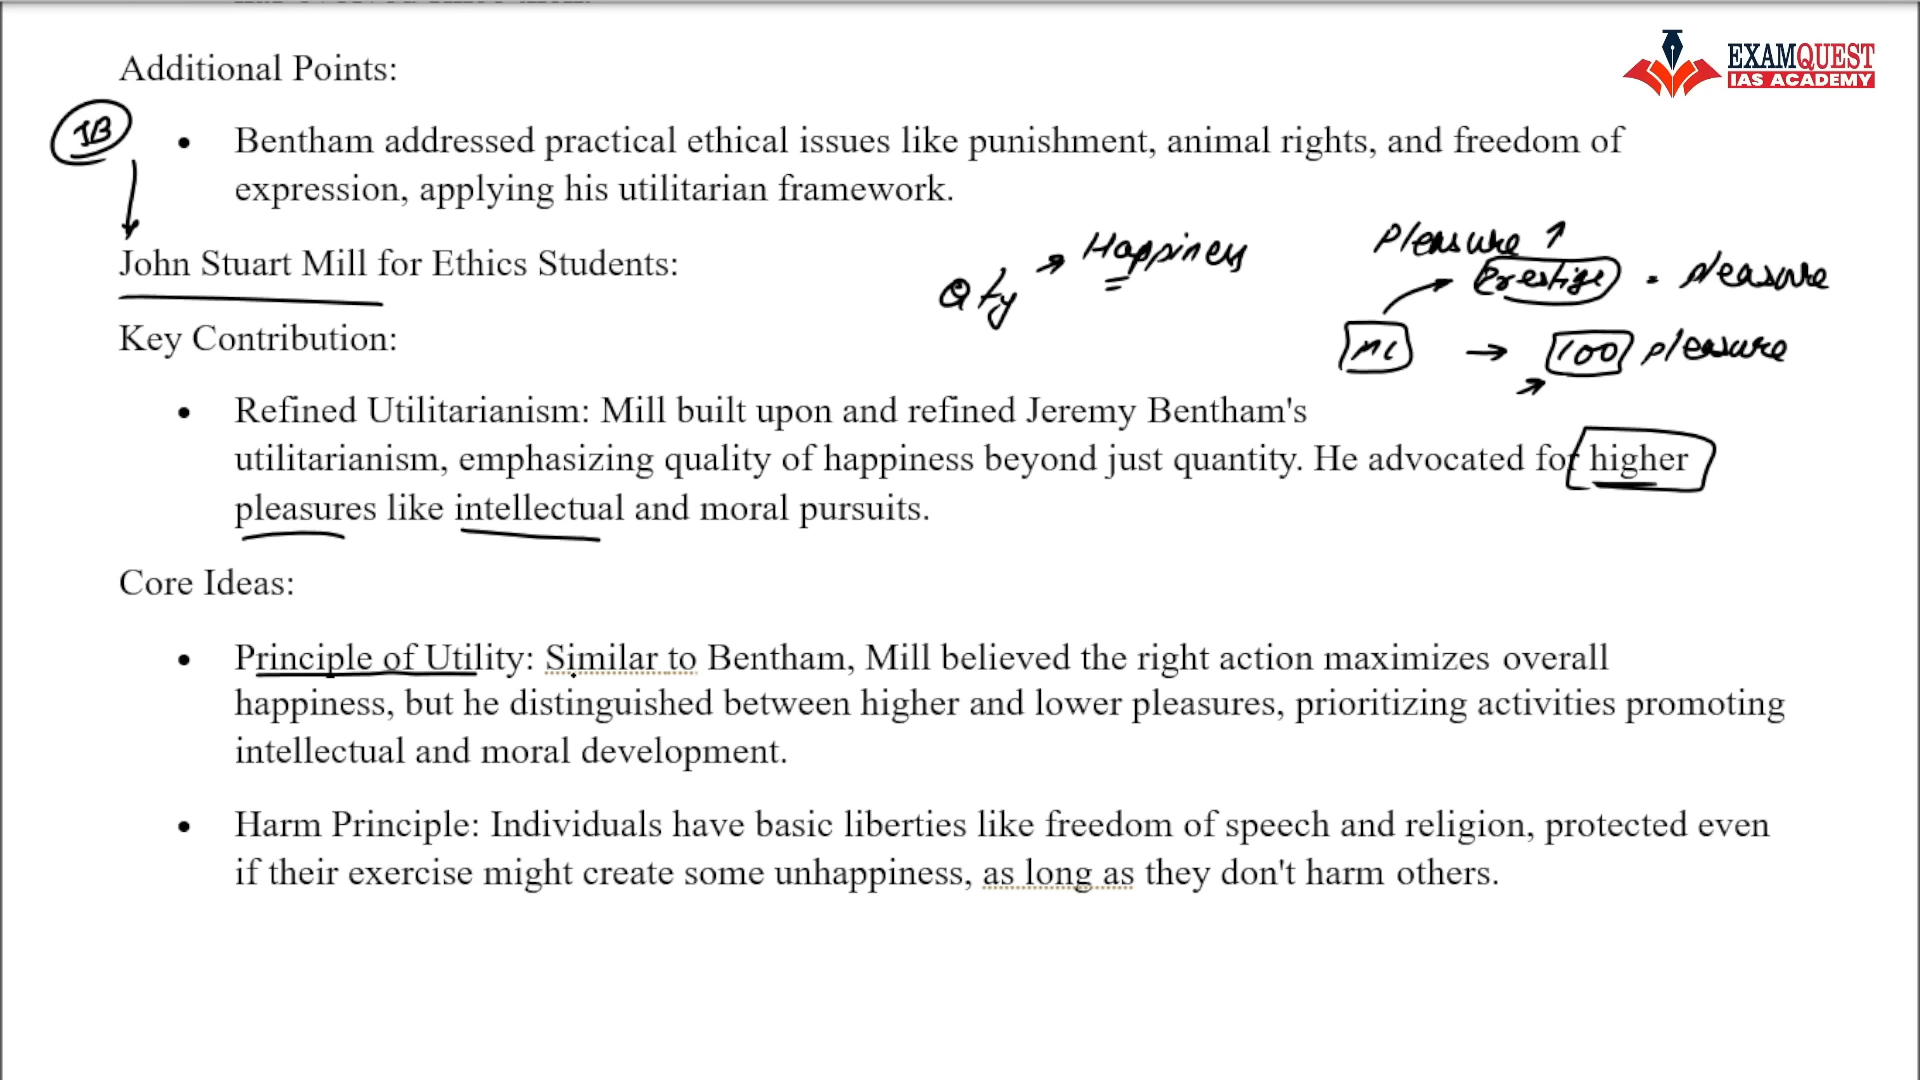 EXAMQUEST
IAS ACADEMY
Additional Points:
JB
• Bentham addressed practical ethical issues like punishment, animal rights, and freedom of
expression, applying his utilitarian framework.
John Stuart Mill for Ethics Students:
Qty → Happiness
Pleasure ↑
Prestige . pleasure
→ 100 pleasure
Key Contribution:
• Refined Utilitarianism: Mill built upon and refined Jeremy Bentham's
utilitarianism, emphasizing quality of happiness beyond just quantity. He advocated for higher
pleasures like intellectual and moral pursuits.
Core Ideas:
• Principle of Utility: Similar to Bentham, Mill believed the right action maximizes overall
happiness, but he distinguished between higher and lower pleasures, prioritizing activities promoting
intellectual and moral development.
• Harm Principle: Individuals have basic liberties like freedom of speech and religion, protected even
if their exercise might create some unhappiness, as long as they don't harm others.